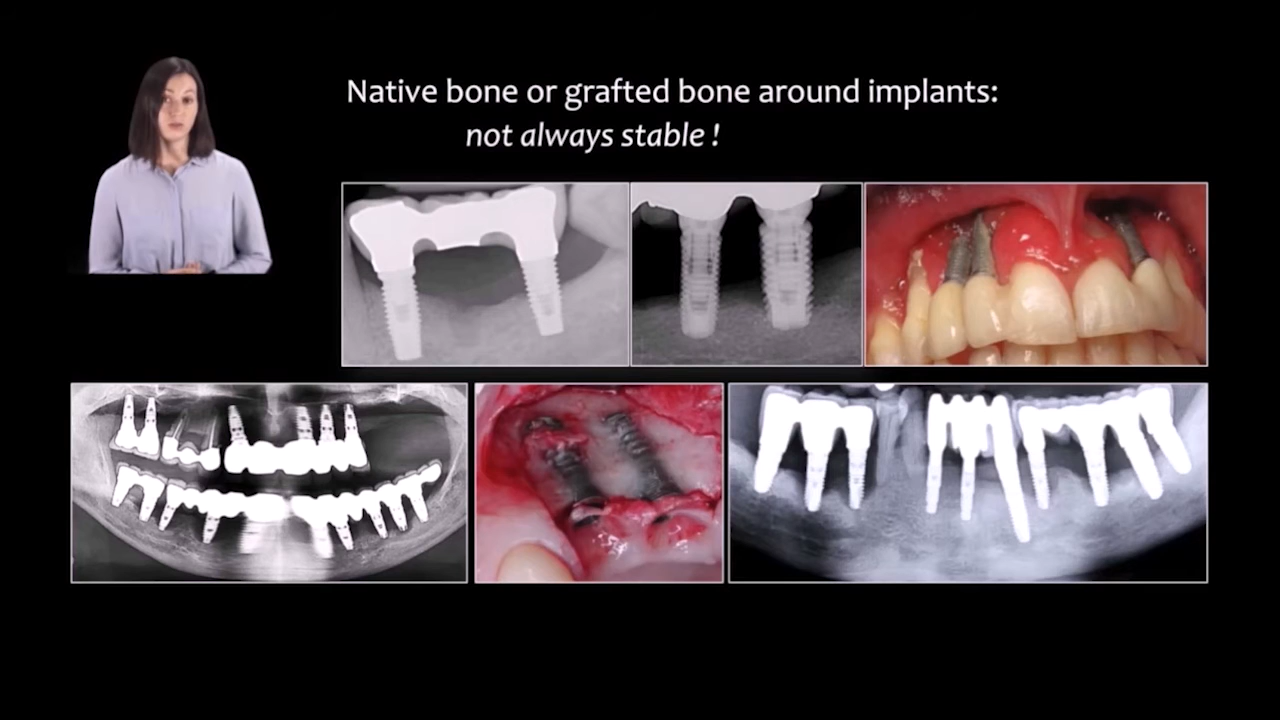 Native bone or grafted bone around implants:
not always stable !